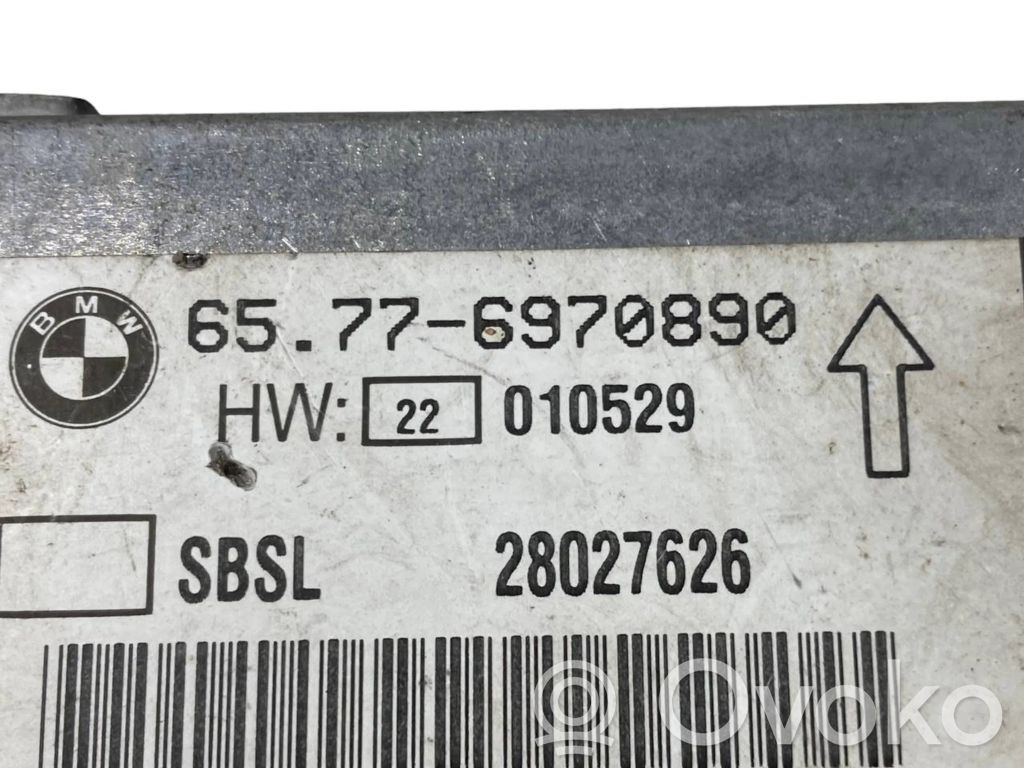 BMW 65.77-6970890
HW: 22 010529
SBSL 28027626
Ovoko